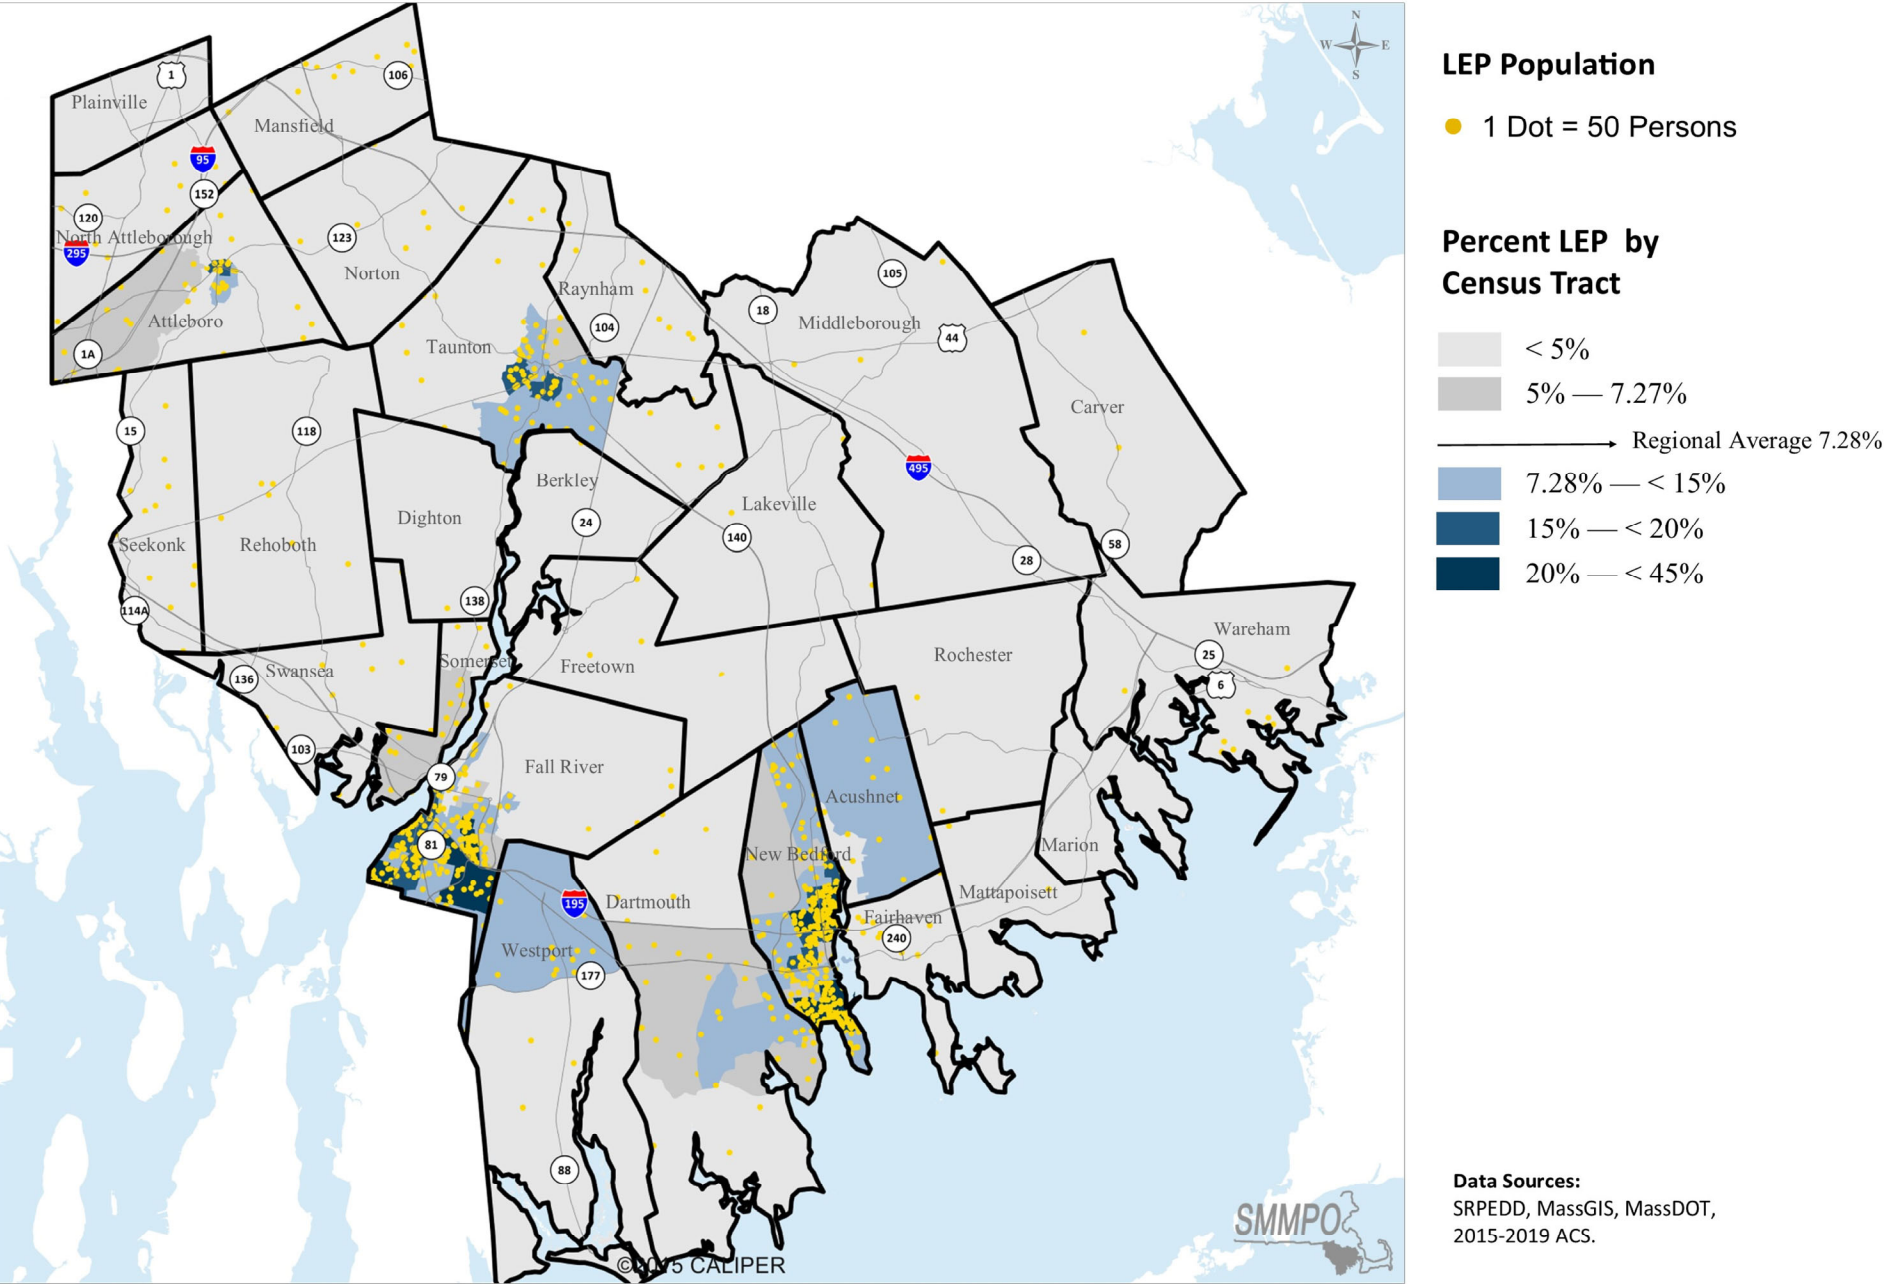 N
W E
S
1
106
Plainville
Mansfield
95
152
120
North Attleborough
295
123
Norton
Attleboro
1A
Raynham
104
Taunton
105
18
Middleborough
44
Carver
15
118
495
Berkley
Lakeville
Dighton
24
140
Seekonk
Rehoboth
28
58
138
114A
Wareham
25
6
Swansea
136
Somerset
Freetown
Rochester
103
79
Fall River
Acushnet
81
New Bedford
Marion
195
Dartmouth
Mattapoisett
Fairhaven
240
Westport
177
88
©2015 CALIPER
SMMPO
LEP Population
1 Dot = 50 Persons
Percent LEP by
Census Tract
< 5%
5% — 7.27%
Regional Average 7.28%
7.28% — < 15%
15% — < 20%
20% — < 45%
Data Sources:
SRPEDD, MassGIS, MassDOT,
2015-2019 ACS.